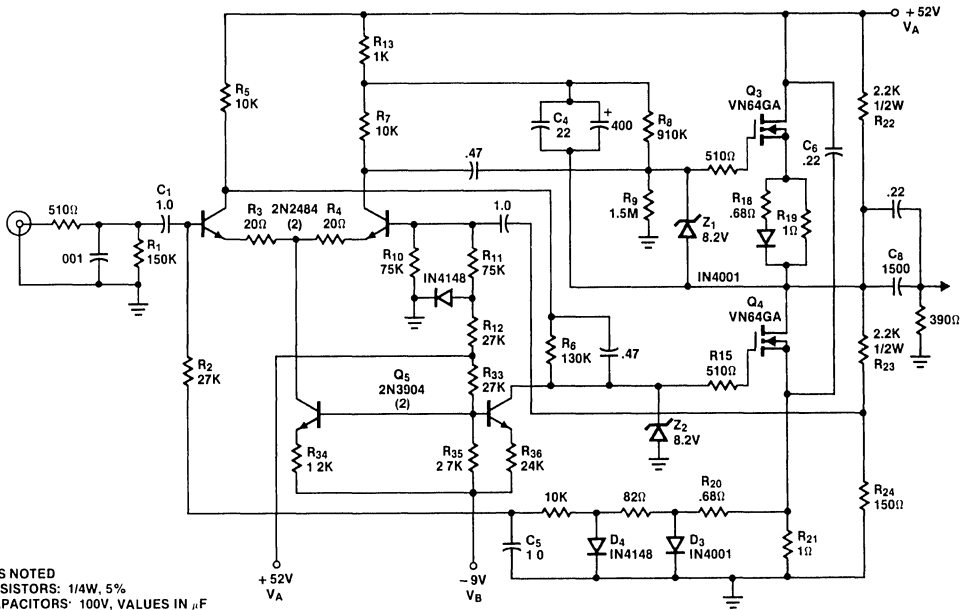 + 52V
VA
R13
1K
R5
10K
R7
10K
C4
22
+
400
R8
910K
Q3
VN64GA
2.2K
1/2W
R22
C6
.22
.47
510Ω
C1
1.0
R3
20Ω
2N2484
(2)
R4
20Ω
1.0
R9
1.5M
Z1
8.2V
R18
.68Ω
R19
1Ω
.22
510Ω
001
R1
150K
R10
75K
R11
75K
IN4148
IN4001
C8
1500
Q4
VN64GA
390Ω
R12
27K
R6
130K
.47
R15
510Ω
2.2K
1/2W
R23
R2
27K
Q5
2N3904
(2)
R33
27K
Z2
8.2V
R34
1 2K
R35
2 7K
R36
24K
R20
.68Ω
10K
82Ω
R24
150Ω
C5
1 0
D4
IN4148
D3
IN4001
R21
1Ω
+ 52V
VA
− 9V
VB
S NOTED
SISTORS: 1/4W, 5%
APACITORS· 100V, VALUES IN μF